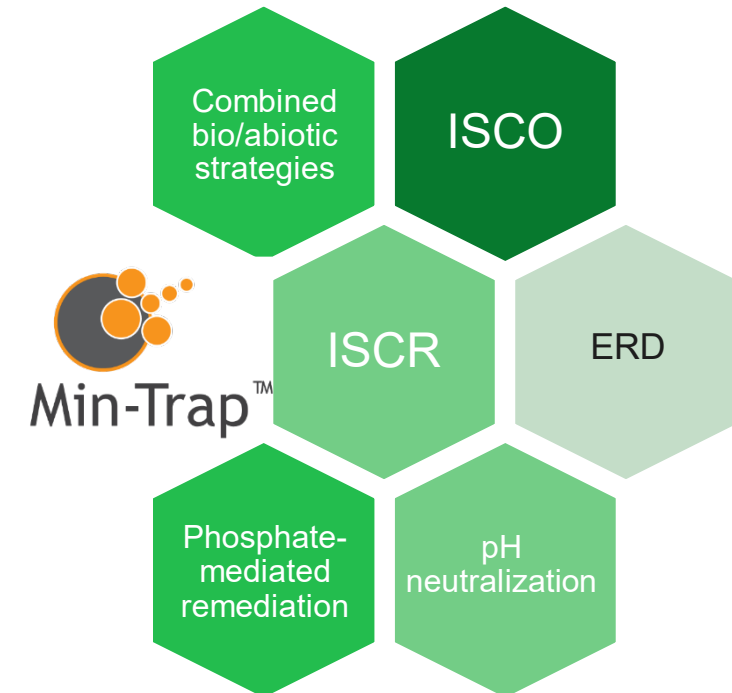 Combined
bio/abiotic
strategies
ISCO
Min-Trap™
ISCR
ERD
Phosphate-
mediated
remediation
pH
neutralization